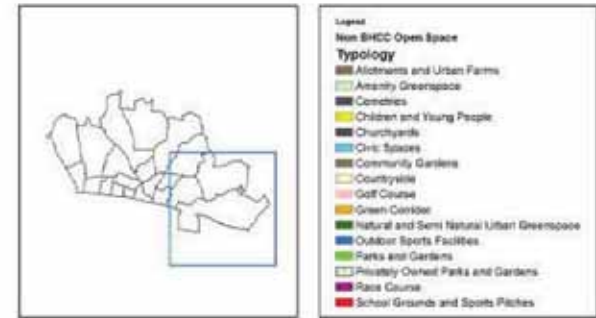 Legend
Non BHCC Open Space
Typology
Allotments and Urban Farms
Amenity Greenspace
Cemetries
Children and Young People
Churchyards
Civic Spaces
Community Gardens
Countryside
Golf Course
Green Corridor
Natural and Semi Natural Urban Greenspace
Outdoor Sports Facilities
Parks and Gardens
Privately Owned Parks and Gardens
Race Course
School Grounds and Sports Pitches